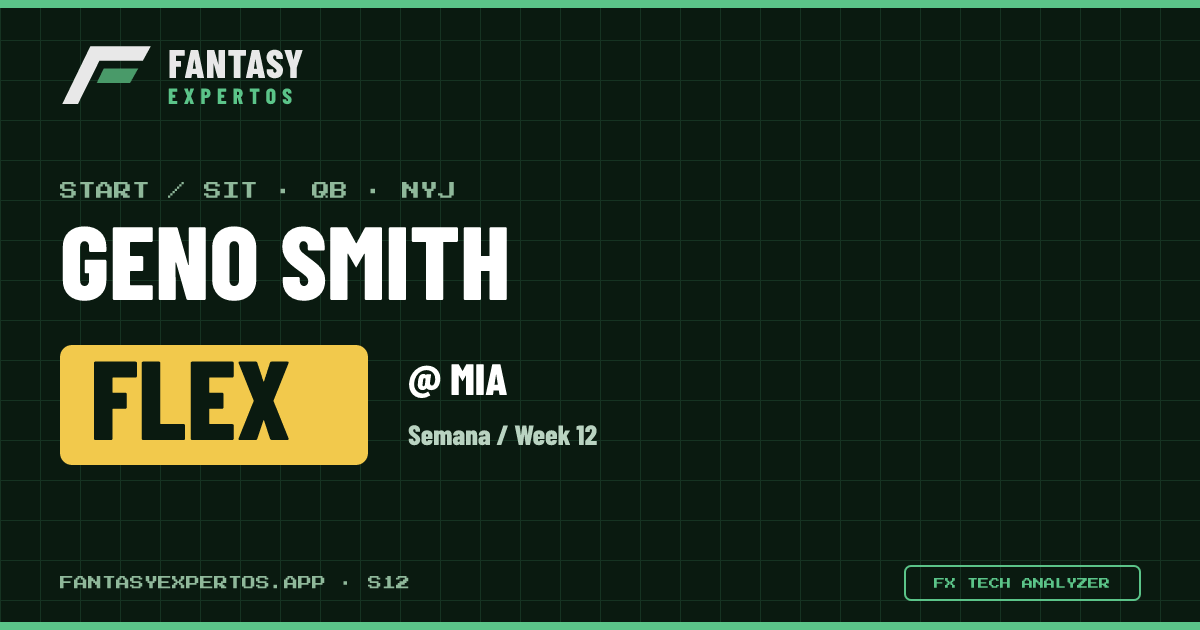 FANTASY
EXPERTOS
START / SIT · QB · NYJ
GENO SMITH
FLEX
@ MIA
Semana / Week 12
FANTASYEXPERTOS.APP · S12
FX TECH ANALYZER